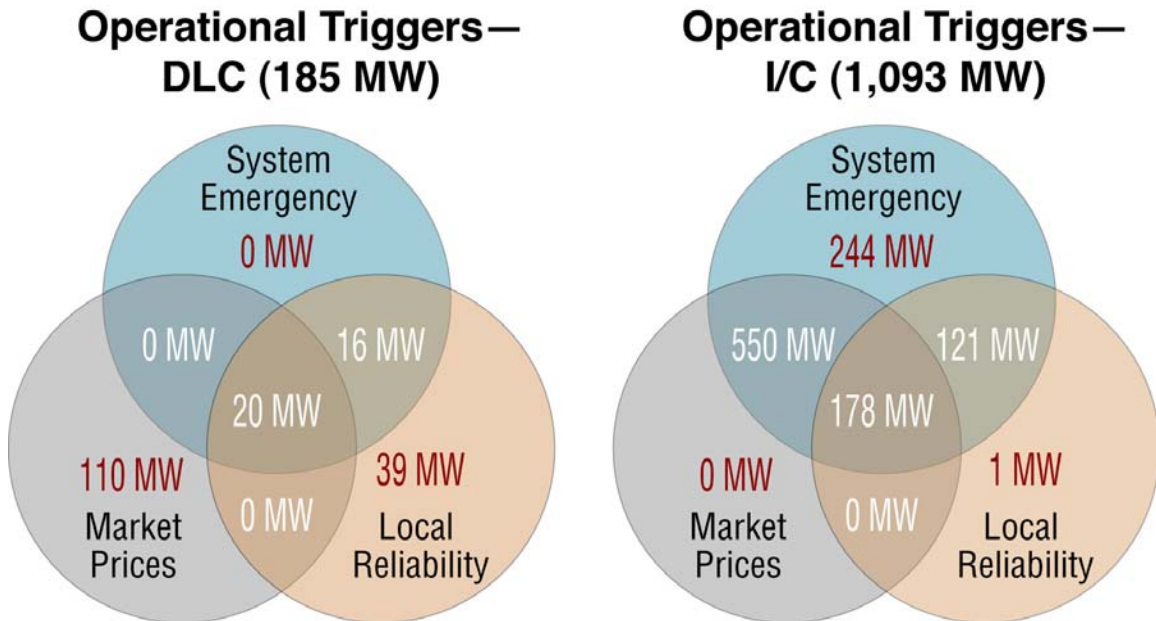 Operational Triggers—
DLC (185 MW)
System
Emergency
0 MW
0 MW
16 MW
20 MW
110 MW
39 MW
0 MW
Market
Prices
Local
Reliability
Operational Triggers—
I/C (1,093 MW)
System
Emergency
244 MW
550 MW
121 MW
178 MW
0 MW
1 MW
0 MW
Market
Prices
Local
Reliability